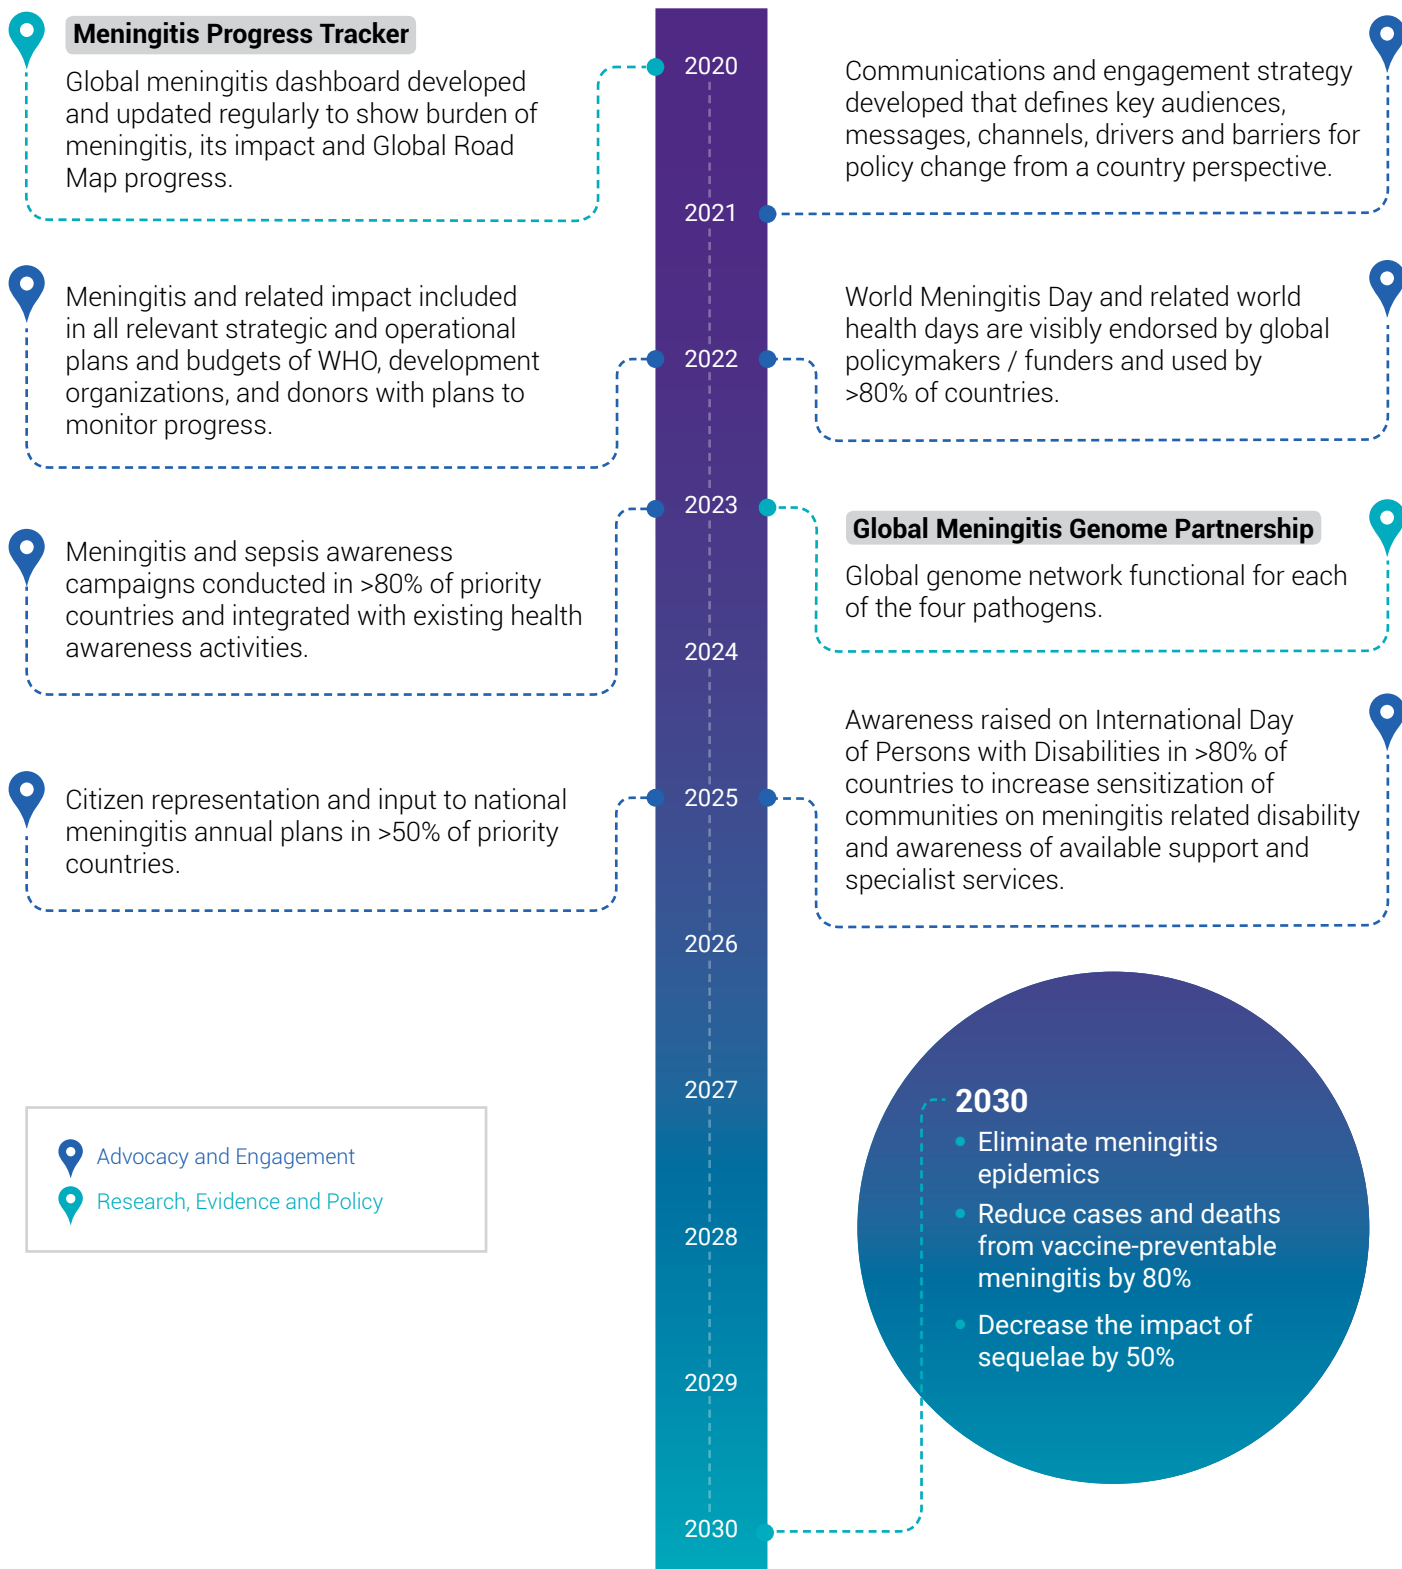 Meningitis Progress Tracker
Global meningitis dashboard developed
and updated regularly to show burden of
meningitis, its impact and Global Road
Map progress.
2020
Communications and engagement strategy
developed that defines key audiences,
messages, channels, drivers and barriers for
policy change from a country perspective.
2021
Meningitis and related impact included
in all relevant strategic and operational
plans and budgets of WHO, development
organizations, and donors with plans to
monitor progress.
2022
World Meningitis Day and related world
health days are visibly endorsed by global
policymakers / funders and used by
>80% of countries.
2023
Meningitis and sepsis awareness
campaigns conducted in >80% of priority
countries and integrated with existing health
awareness activities.
Global Meningitis Genome Partnership
Global genome network functional for each
of the four pathogens.
2024
Citizen representation and input to national
meningitis annual plans in >50% of priority
countries.
2025
Awareness raised on International Day
of Persons with Disabilities in >80% of
countries to increase sensitization of
communities on meningitis related disability
and awareness of available support and
specialist services.
2026
2027
2028
2029
2030
Advocacy and Engagement
Research, Evidence and Policy
2030
• Eliminate meningitis
epidemics
• Reduce cases and deaths
from vaccine-preventable
meningitis by 80%
• Decrease the impact of
sequelae by 50%